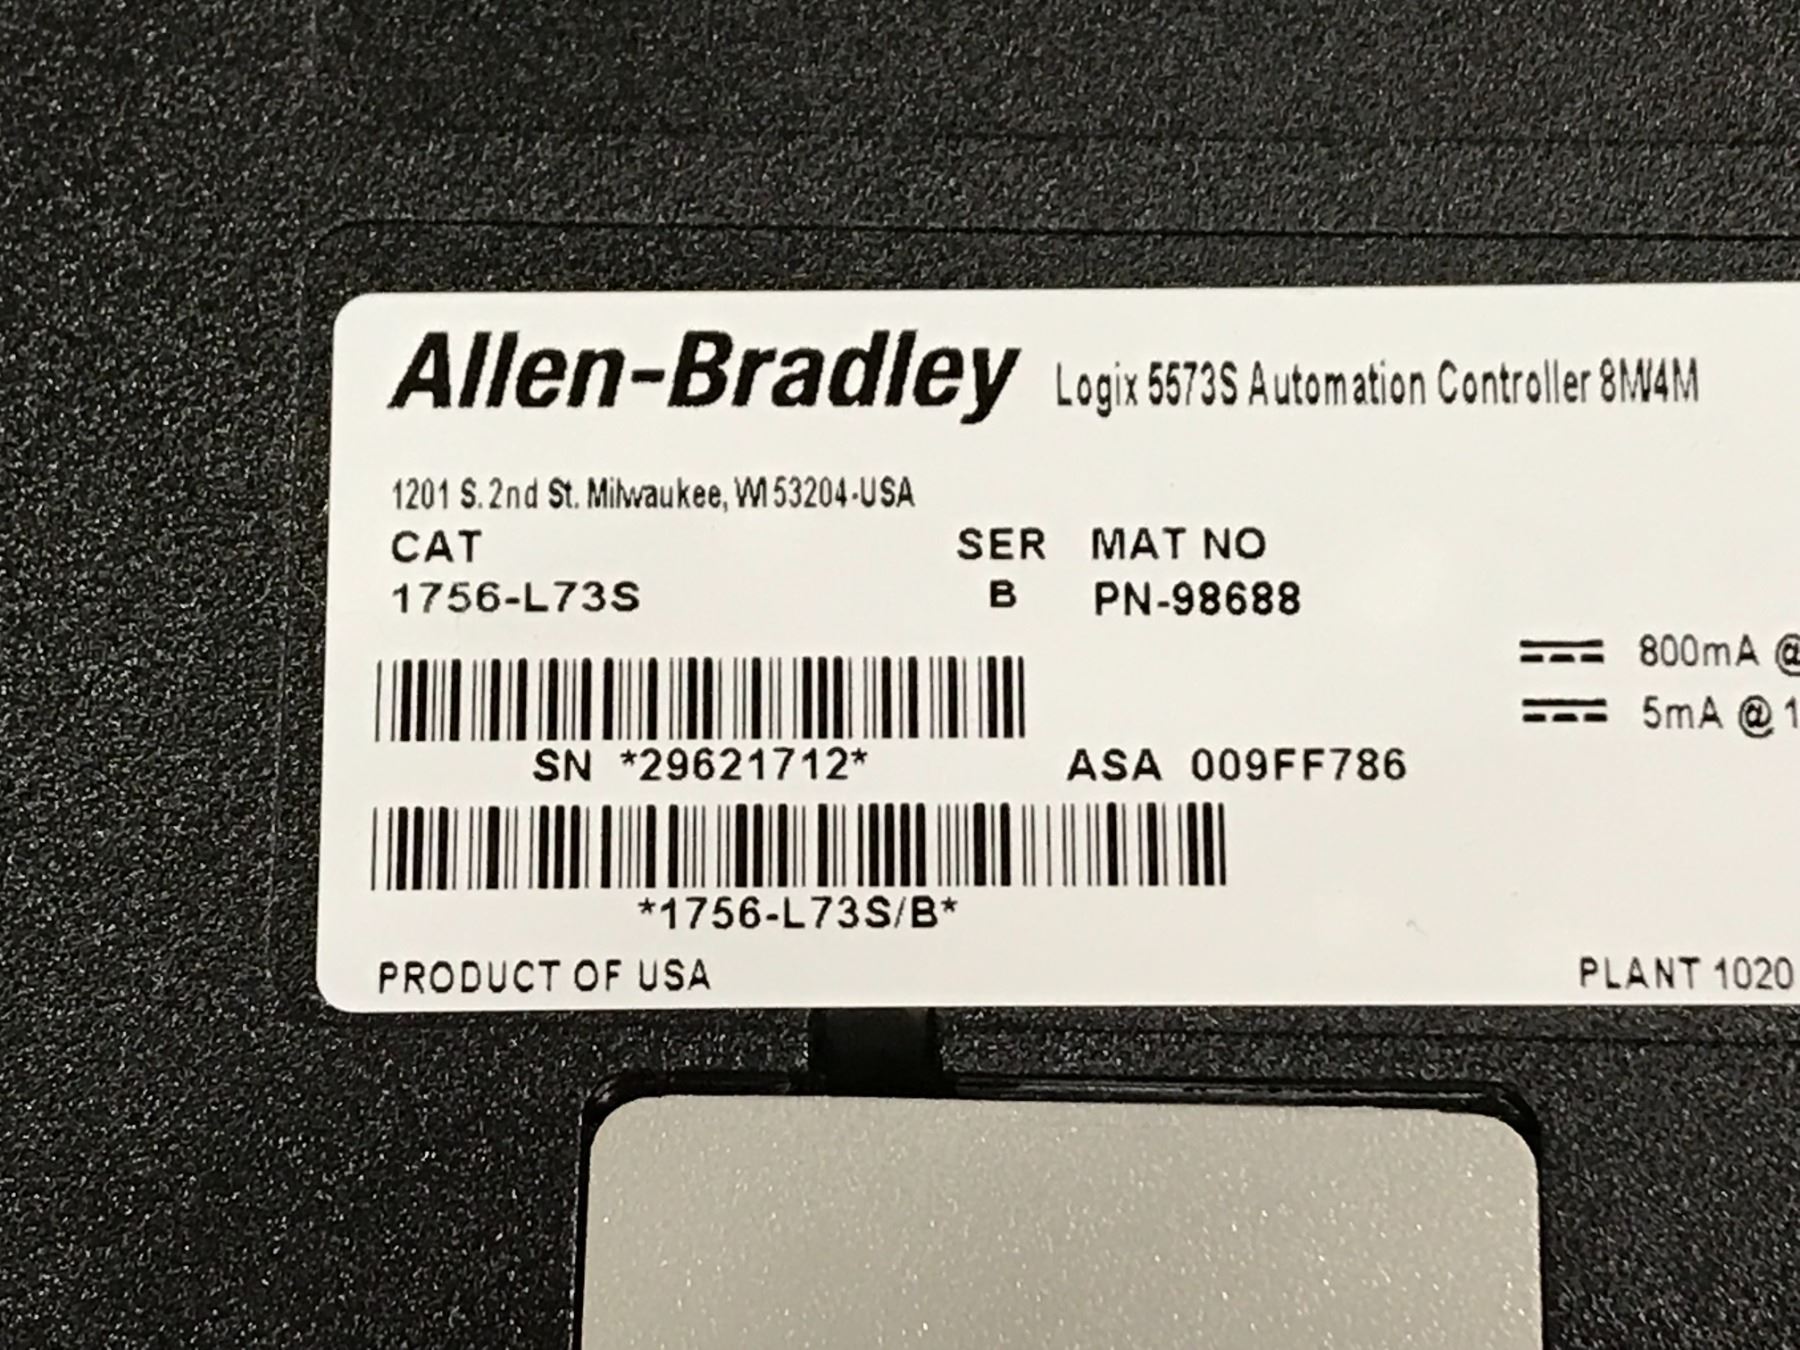 Allen-Bradley Logix 5573S Automation Controller 8M/4M
1201 S. 2nd St. Milwaukee, WI 53204-USA
CAT SER MAT NO
1756-L73S B PN-98688
800mA @
5mA @ 1
SN *29621712* ASA 009FF786
*1756-L73S/B*
PRODUCT OF USA PLANT 1020